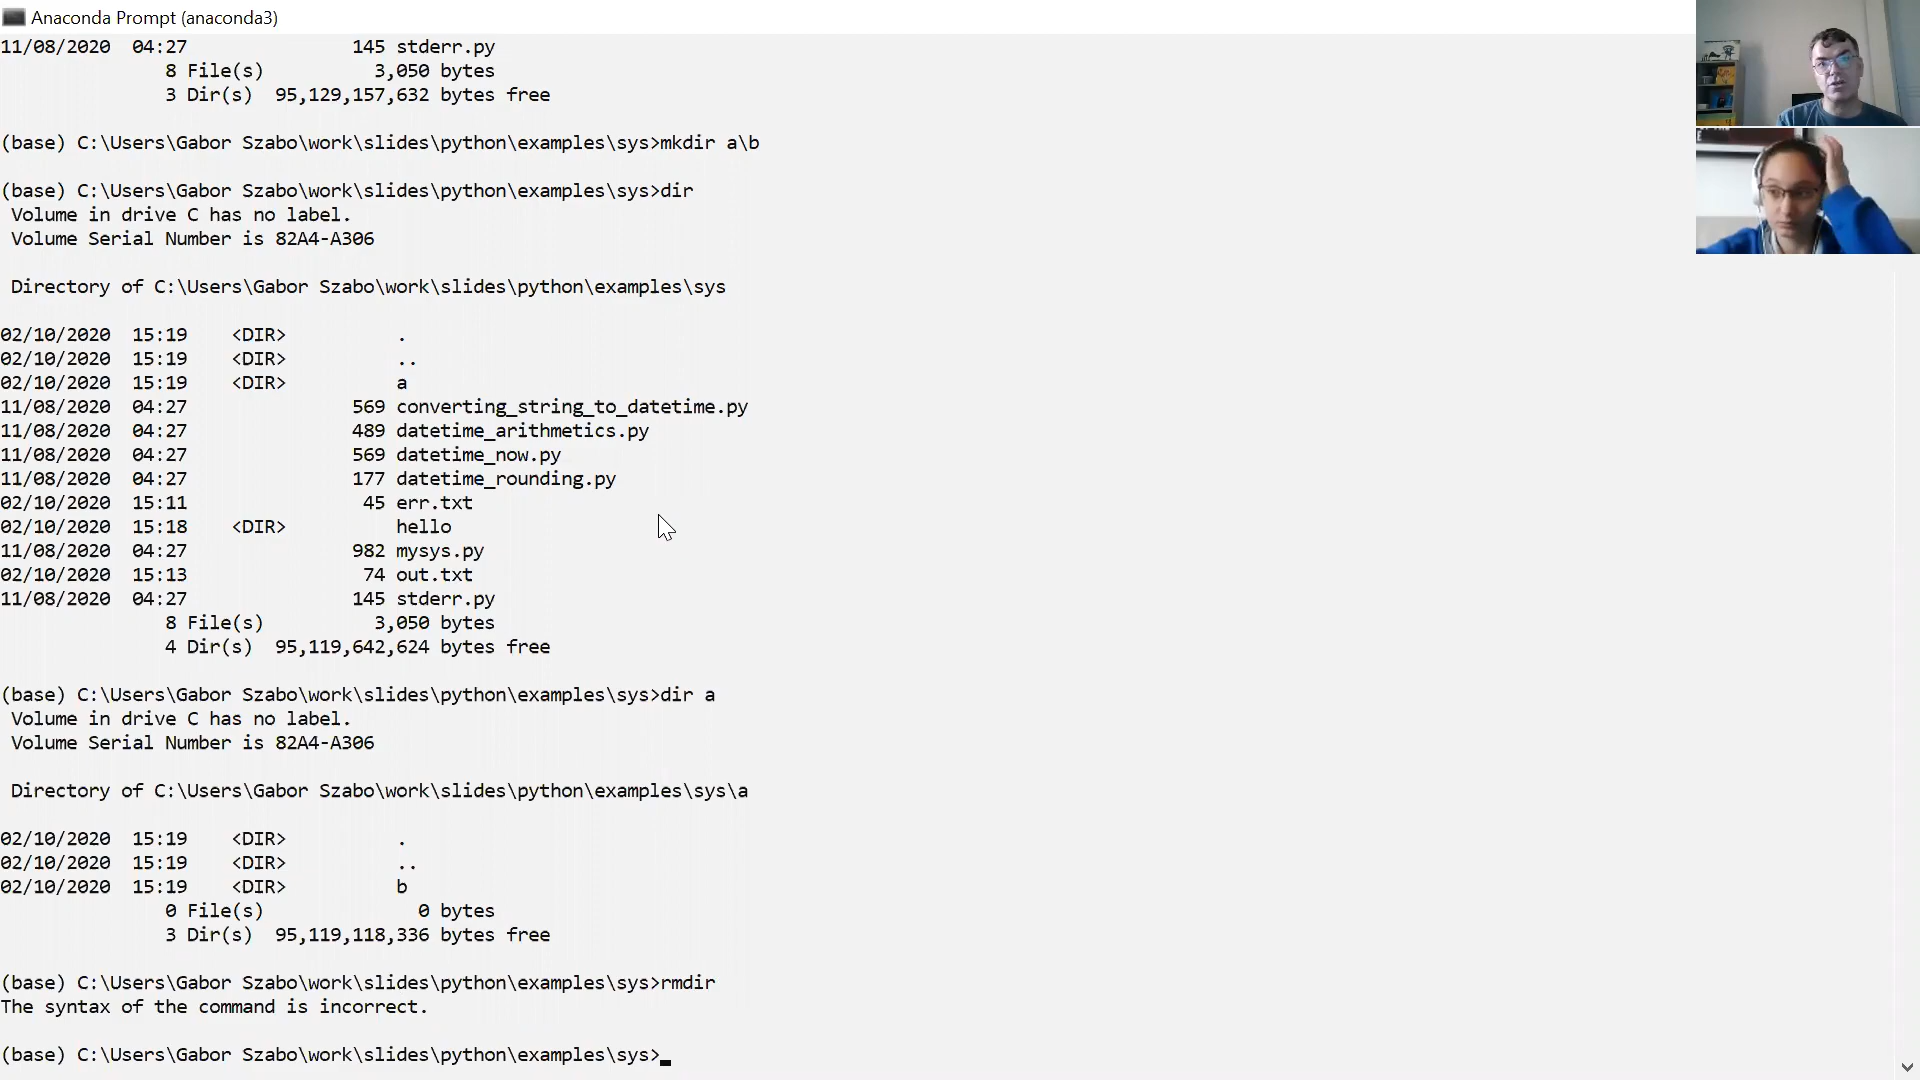 Anaconda Prompt (anaconda3)
11/08/2020  04:27               145 stderr.py
               8 File(s)          3,050 bytes
               3 Dir(s)  95,129,157,632 bytes free
(base) C:\Users\Gabor Szabo\work\slides\python\examples\sys>mkdir a\b
(base) C:\Users\Gabor Szabo\work\slides\python\examples\sys>dir
 Volume in drive C has no label.
 Volume Serial Number is 82A4-A306
 Directory of C:\Users\Gabor Szabo\work\slides\python\examples\sys
02/10/2020  15:19    <DIR>          .
02/10/2020  15:19    <DIR>          ..
02/10/2020  15:19    <DIR>          a
11/08/2020  04:27               569 converting_string_to_datetime.py
11/08/2020  04:27               489 datetime_arithmetics.py
11/08/2020  04:27               569 datetime_now.py
11/08/2020  04:27               177 datetime_rounding.py
02/10/2020  15:11                45 err.txt
02/10/2020  15:18    <DIR>          hello
11/08/2020  04:27               982 mysys.py
02/10/2020  15:13                74 out.txt
11/08/2020  04:27               145 stderr.py
               8 File(s)          3,050 bytes
               4 Dir(s)  95,119,642,624 bytes free
(base) C:\Users\Gabor Szabo\work\slides\python\examples\sys>dir a
 Volume in drive C has no label.
 Volume Serial Number is 82A4-A306
 Directory of C:\Users\Gabor Szabo\work\slides\python\examples\sys\a
02/10/2020  15:19    <DIR>          .
02/10/2020  15:19    <DIR>          ..
02/10/2020  15:19    <DIR>          b
               0 File(s)              0 bytes
               3 Dir(s)  95,119,118,336 bytes free
(base) C:\Users\Gabor Szabo\work\slides\python\examples\sys>rmdir
The syntax of the command is incorrect.
(base) C:\Users\Gabor Szabo\work\slides\python\examples\sys>